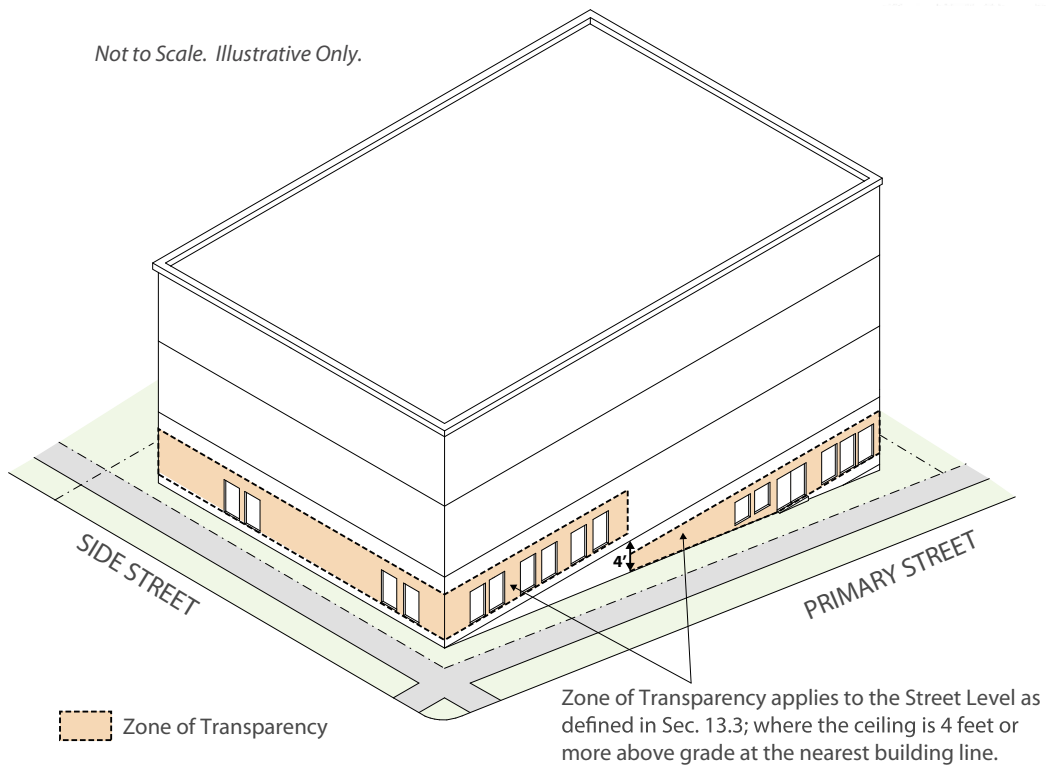 Not to Scale. Illustrative Only.
4'
SIDE STREET
PRIMARY STREET
Zone of Transparency
Zone of Transparency applies to the Street Level as
defined in Sec. 13.3; where the ceiling is 4 feet or
more above grade at the nearest building line.